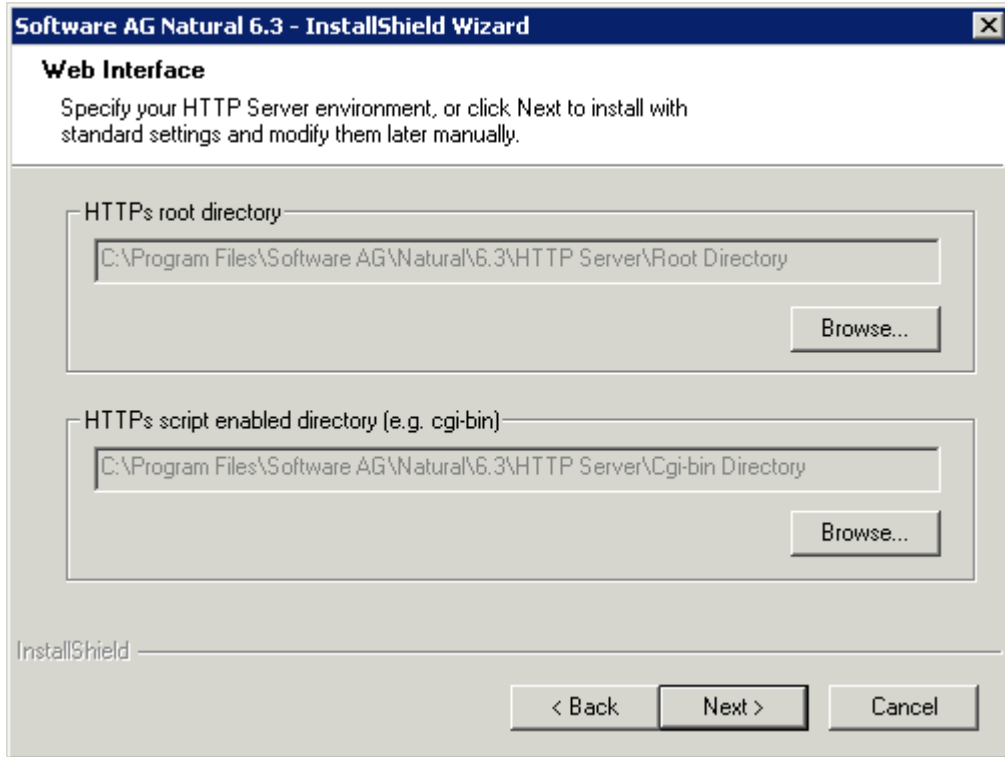 Software AG Natural 6.3 - InstallShield Wizard
Web Interface
Specify your HTTP Server environment, or click Next to install with
standard settings and modify them later manually.
HTTPs root directory
C:\Program Files\Software AG\Natural\6.3\HTTP Server\Root Directory
Browse...
HTTPs script enabled directory (e.g. cgi-bin)
C:\Program Files\Software AG\Natural\6.3\HTTP Server\Cgi-bin Directory
Browse...
InstallShield
< Back Next > Cancel